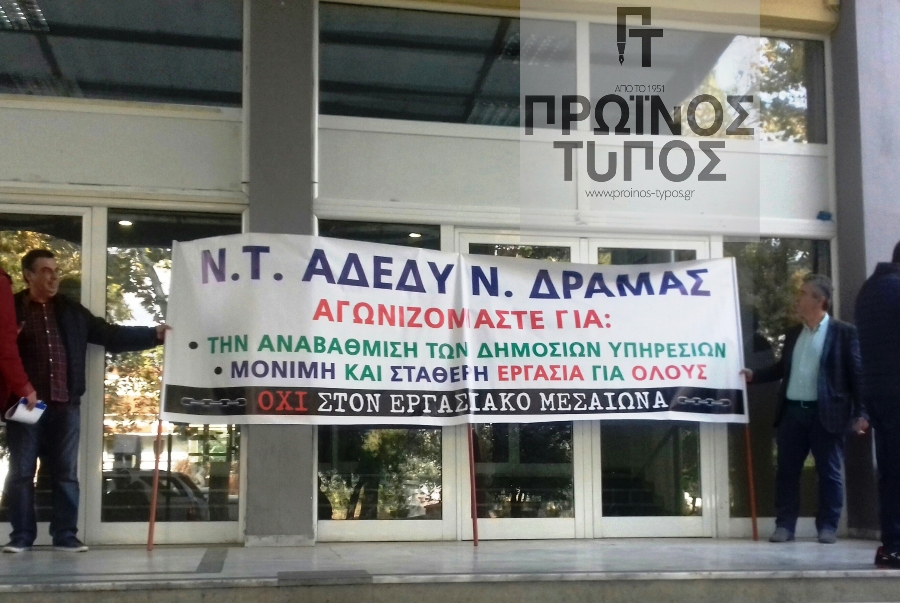 ΑΠΟ ΤΟ 1951
ΠΡΩΪΝΟΣ
ΤΥΠΟΣ
www.proinos-typos.gr
Ν.Τ. ΑΔΕΔΥ Ν. ΔΡΑΜΑΣ
ΑΓΩΝΙΖΟΜΑΣΤΕ ΓΙΑ:
• ΤΗΝ ΑΝΑΒΑΘΜΙΣΗ ΤΩΝ ΔΗΜΟΣΙΩΝ ΥΠΗΡΕΣΙΩΝ
• ΜΟΝΙΜΗ ΚΑΙ ΣΤΑΘΕΡΗ ΕΡΓΑΣΙΑ ΓΙΑ ΟΛΟΥΣ
ΟΧΙ ΣΤΟΝ ΕΡΓΑΣΙΑΚΟ ΜΕΣΑΙΩΝΑ